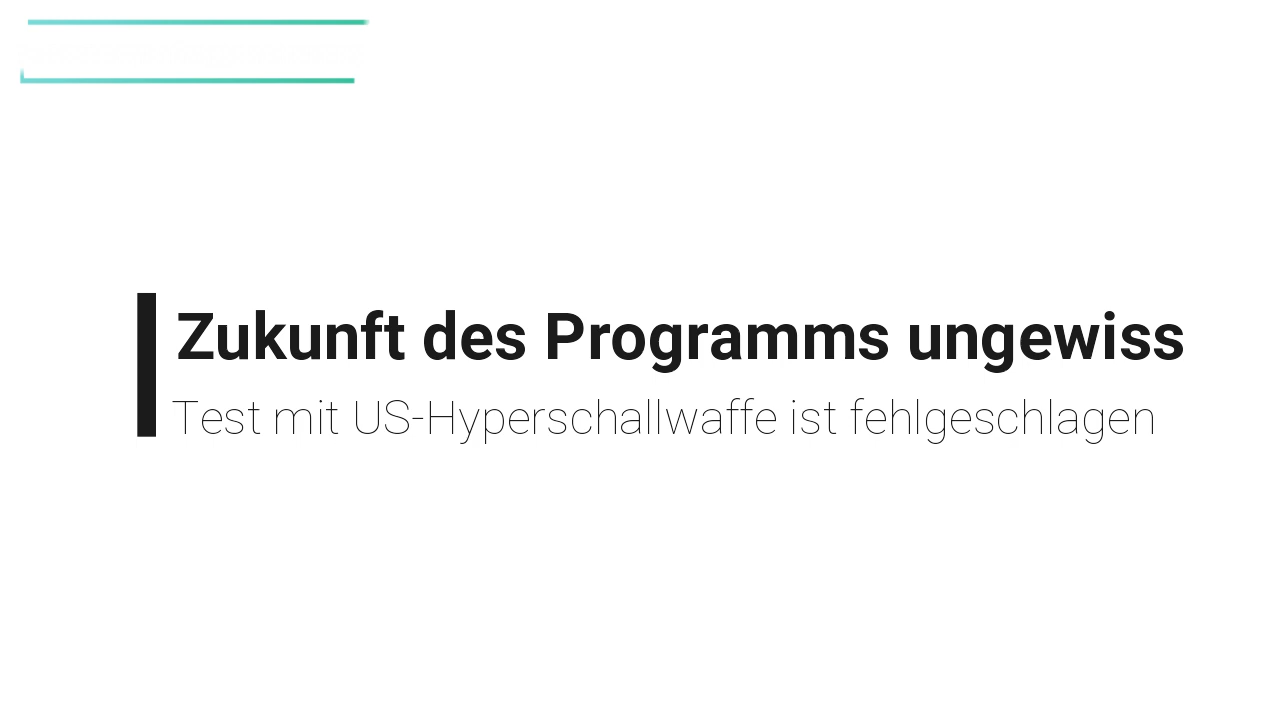 Zukunft des Programms ungewiss
Test mit US-Hyperschallwaffe ist fehlgeschlagen